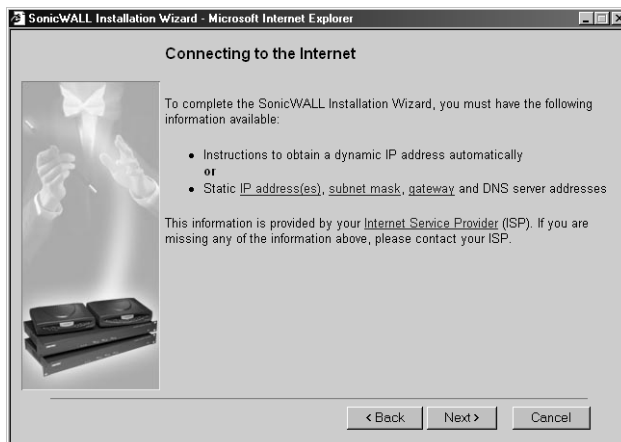 SonicWALL Installation Wizard - Microsoft Internet Explorer
Connecting to the Internet
To complete the SonicWALL Installation Wizard, you must have the following
information available:
• Instructions to obtain a dynamic IP address automatically
or
• Static IP address(es), subnet mask, gateway and DNS server addresses
This information is provided by your Internet Service Provider (ISP). If you are
missing any of the information above, please contact your ISP.
< Back Next > Cancel